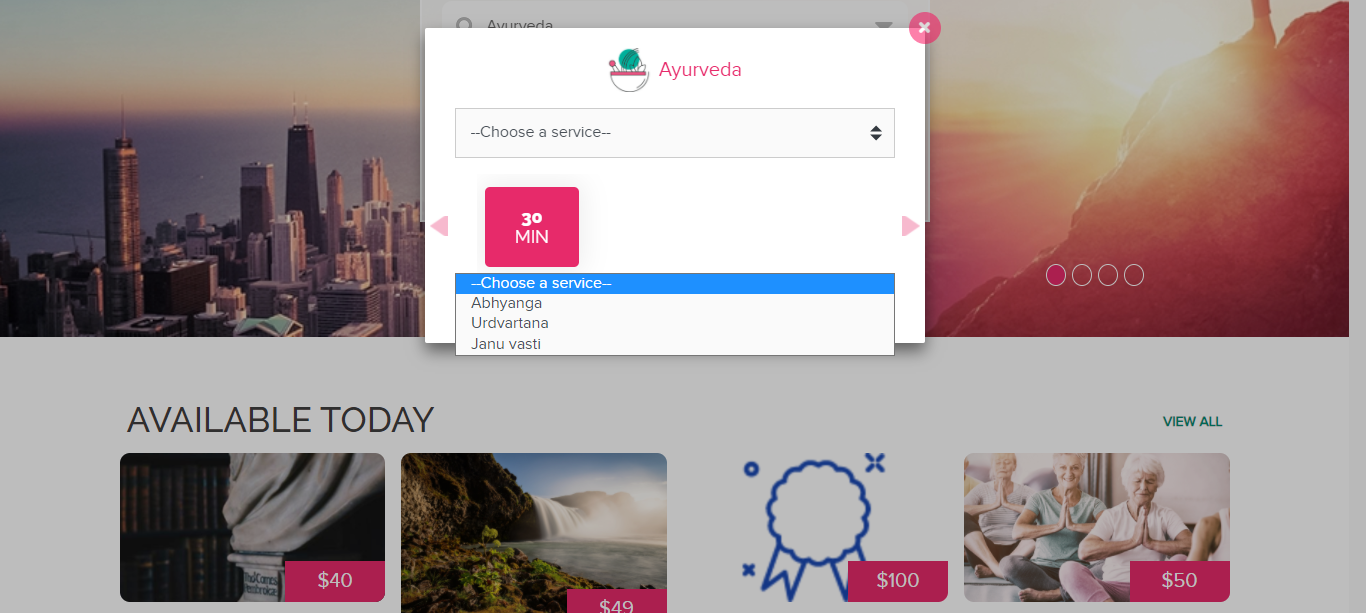 Ayurveda
Ayurveda
--Choose a service--
30
MIN
--Choose a service--
Abhyanga
Urdvartana
Janu vasti
AVAILABLE TODAY
VIEW ALL
$40
$49
$100
$50